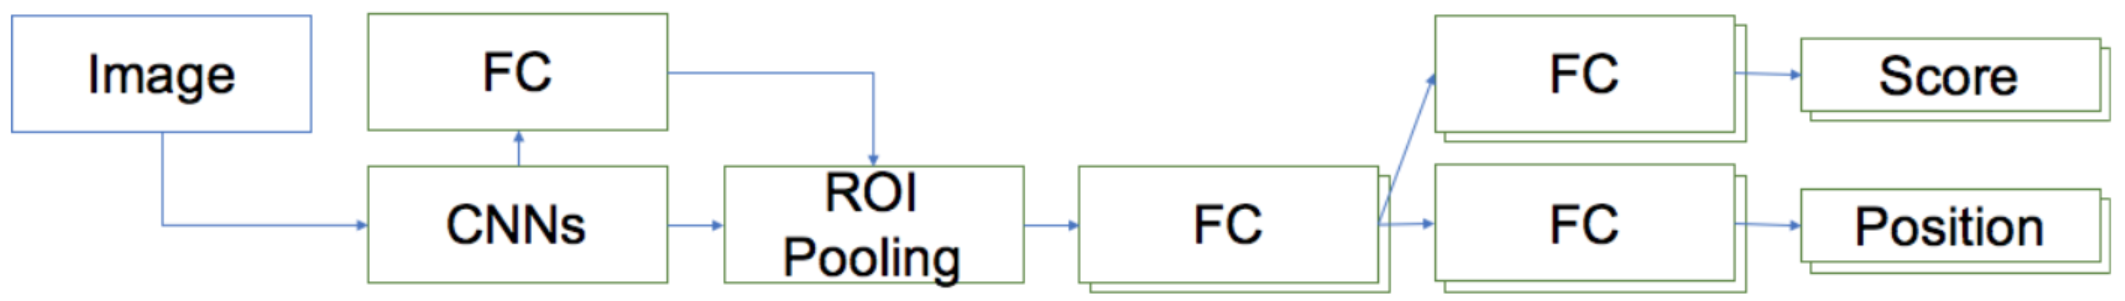 Image
FC
CNNs
ROI
Pooling
FC
FC
Score
FC
Position